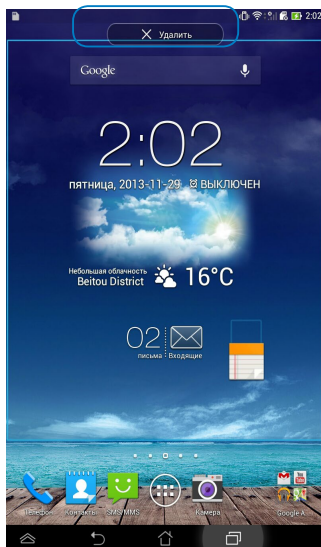 2:02
X Удалить
Google
2:02
пятница, 2013-11-29, ВЫКЛЮЧЕН
Небольшая облачность
Beitou District
16°C
02
письма
Входящие
Телефон
Контакты
SMS/MMS
Камера
Google А